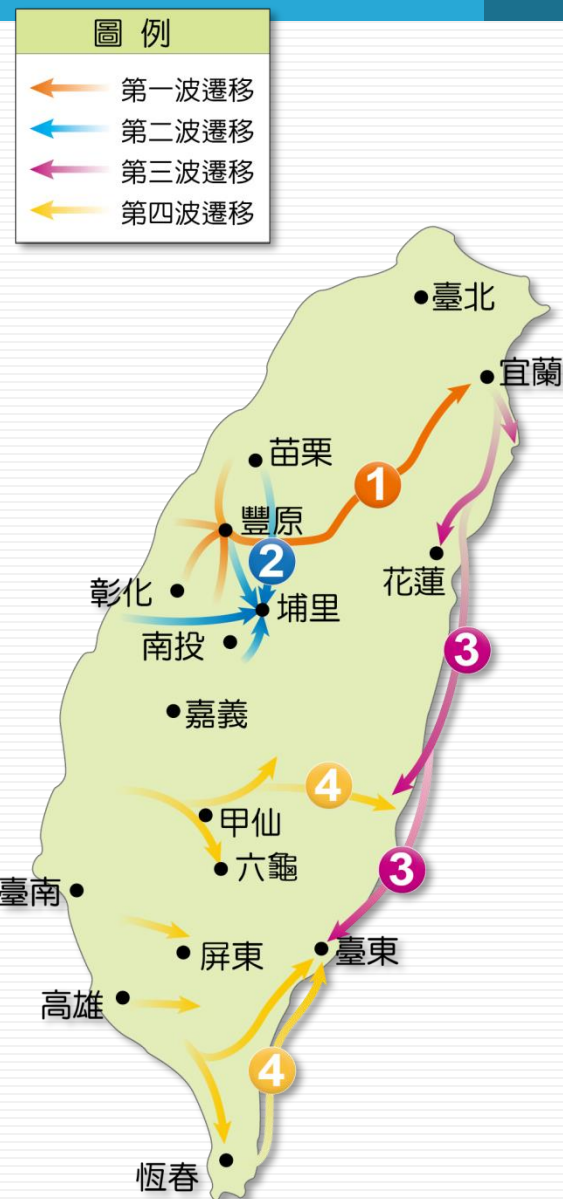 圖例
第一波遷移
第二波遷移
第三波遷移
第四波遷移
臺北
宜蘭
苗栗
1
豐原
2
花蓮
彰化
埔里
南投
3
嘉義
4
甲仙
六龜
3
臺南
屏東
臺東
高雄
4
恆春